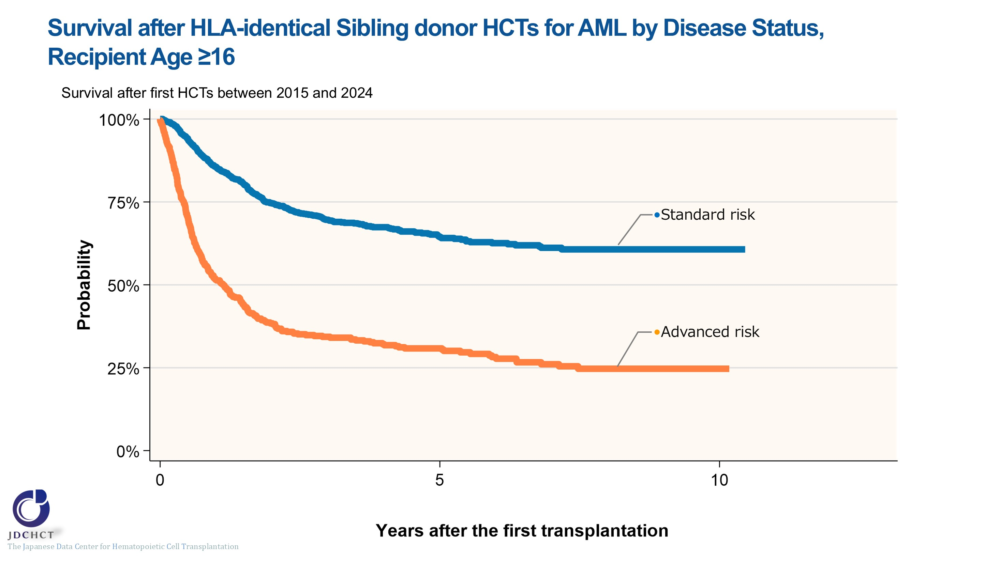 Survival after HLA-identical Sibling donor HCTs for AML by Disease Status,
Recipient Age ≥16
Survival after first HCTs between 2015 and 2024
100%
75%
50%
25%
0%
Probability
Standard risk
Advanced risk
0 5 10
Years after the first transplantation
JDCHCT
The Japanese Data Center for Hematopoietic Cell Transplantation